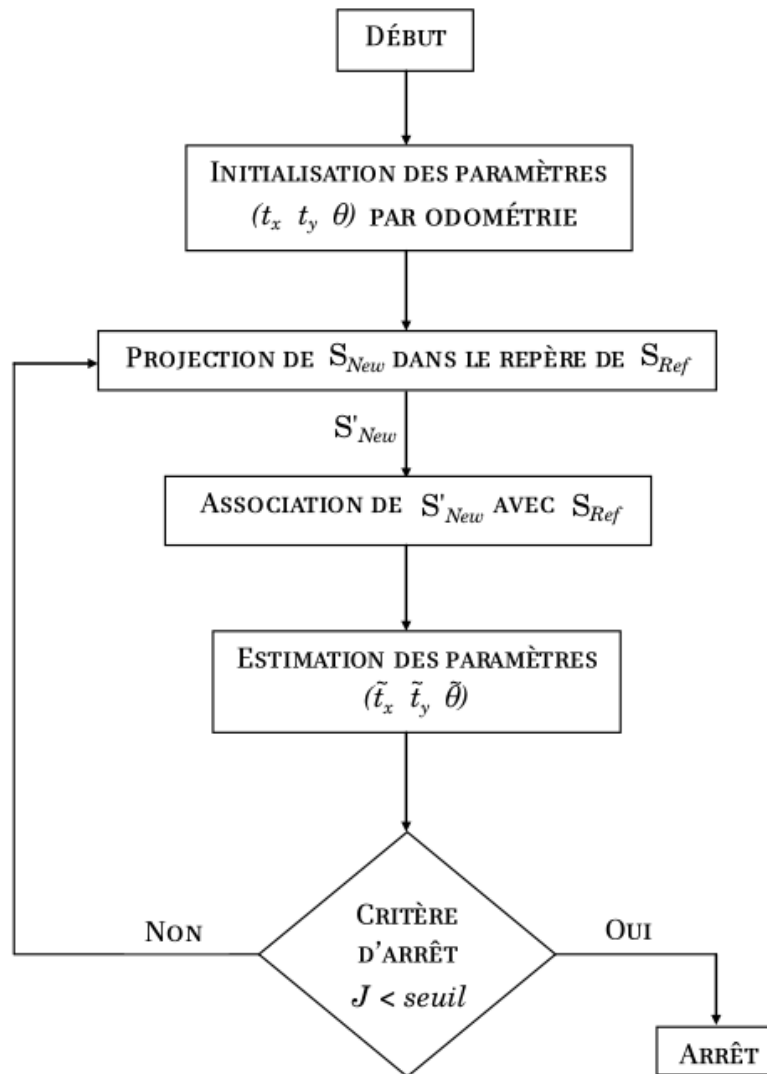 DÉBUT
INITIALISATION DES PARAMÈTRES
(t_x t_y θ) PAR ODOMÉTRIE
PROJECTION DE S_New DANS LE REPÈRE DE S_Ref
S'_New
ASSOCIATION DE S'_New AVEC S_Ref
ESTIMATION DES PARAMÈTRES
(t̃_x t̃_y θ̃)
CRITÈRE
D'ARRÊT
J < seuil
NON
OUI
ARRÊT